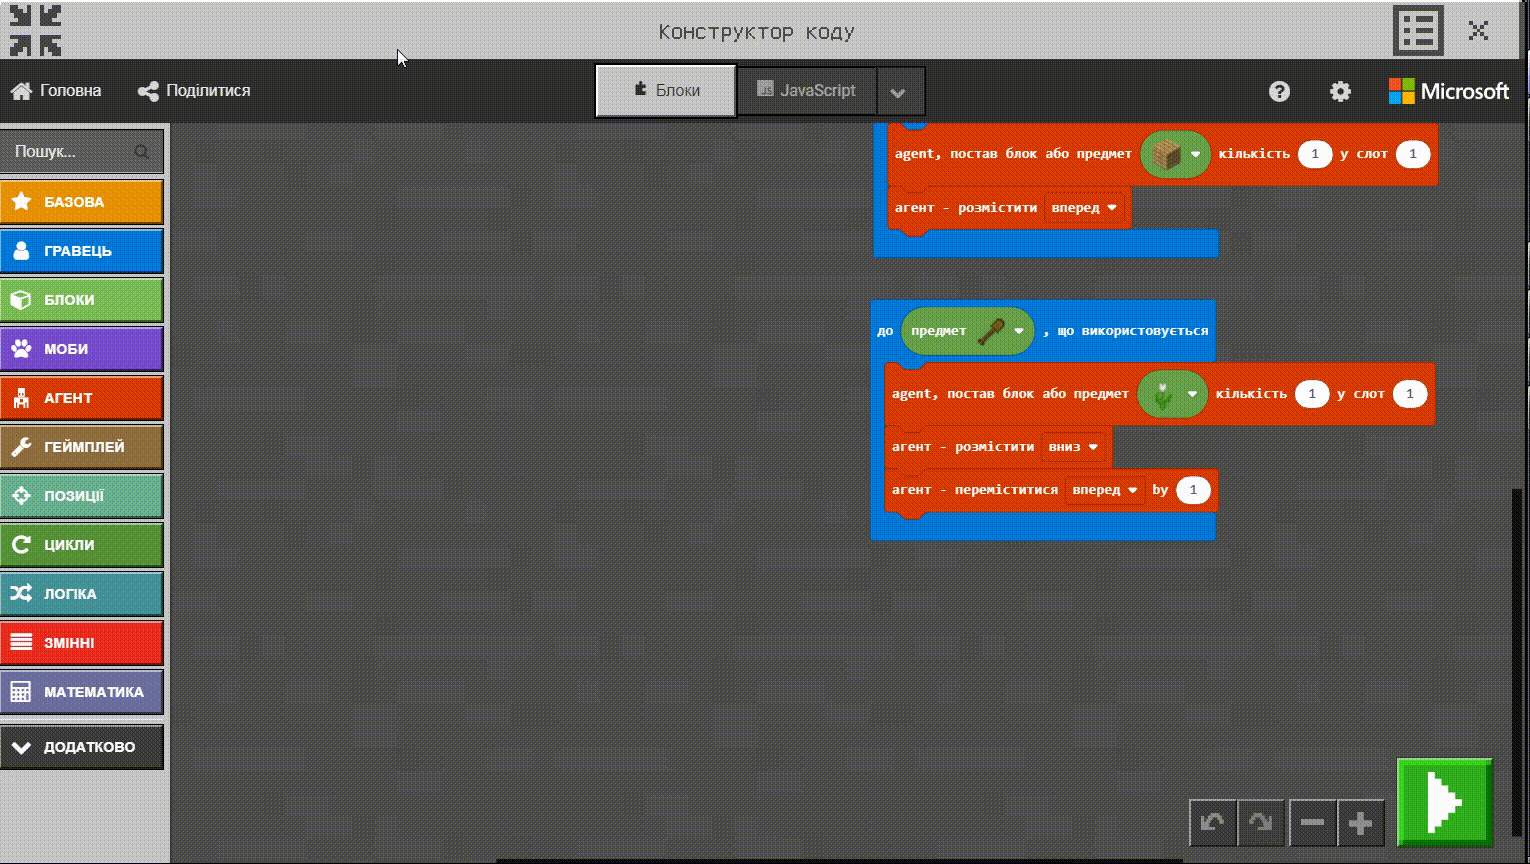 Конструктор коду
Головна
Поділитися
Блоки
JavaScript
Microsoft
Пошук...
БАЗОВА
ГРАВЕЦЬ
БЛОКИ
МОБИ
АГЕНТ
ГЕЙМПЛЕЙ
ПОЗИЦІЇ
ЦИКЛИ
ЛОГІКА
ЗМІННІ
МАТЕМАТИКА
ДОДАТКОВО
agent, постав блок або предмет кількість 1 у слот 1
агент - розмістити вперед
до предмет , що використовується
agent, постав блок або предмет кількість 1 у слот 1
агент - розмістити вниз
агент - переміститися вперед by 1